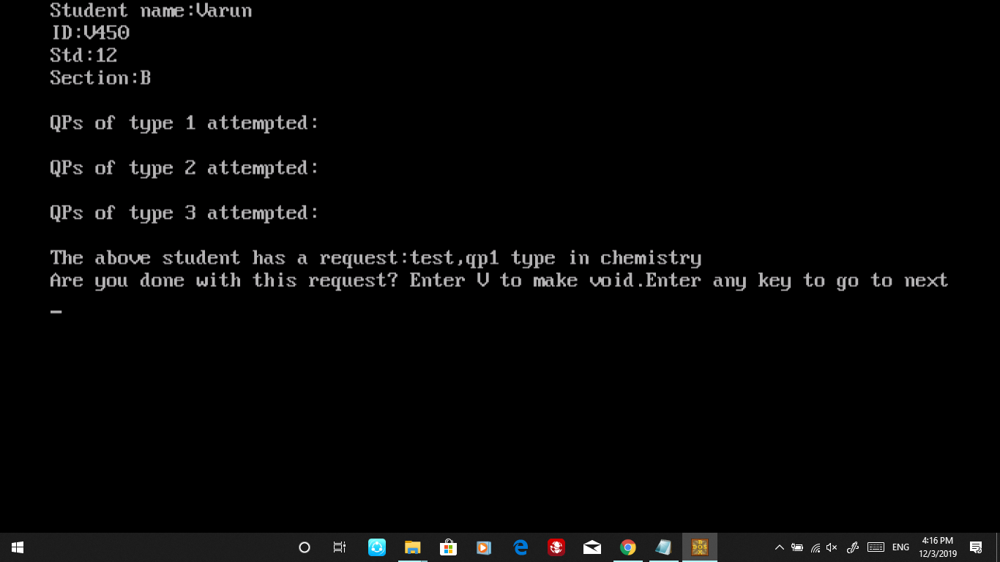 Student name:Varun
ID:V450
Std:12
Section:B
QPs of type 1 attempted:
QPs of type 2 attempted:
QPs of type 3 attempted:
The above student has a request:test,qp1 type in chemistry
Are you done with this request? Enter V to make void.Enter any key to go to next
_
ENG
4:16 PM
12/3/2019